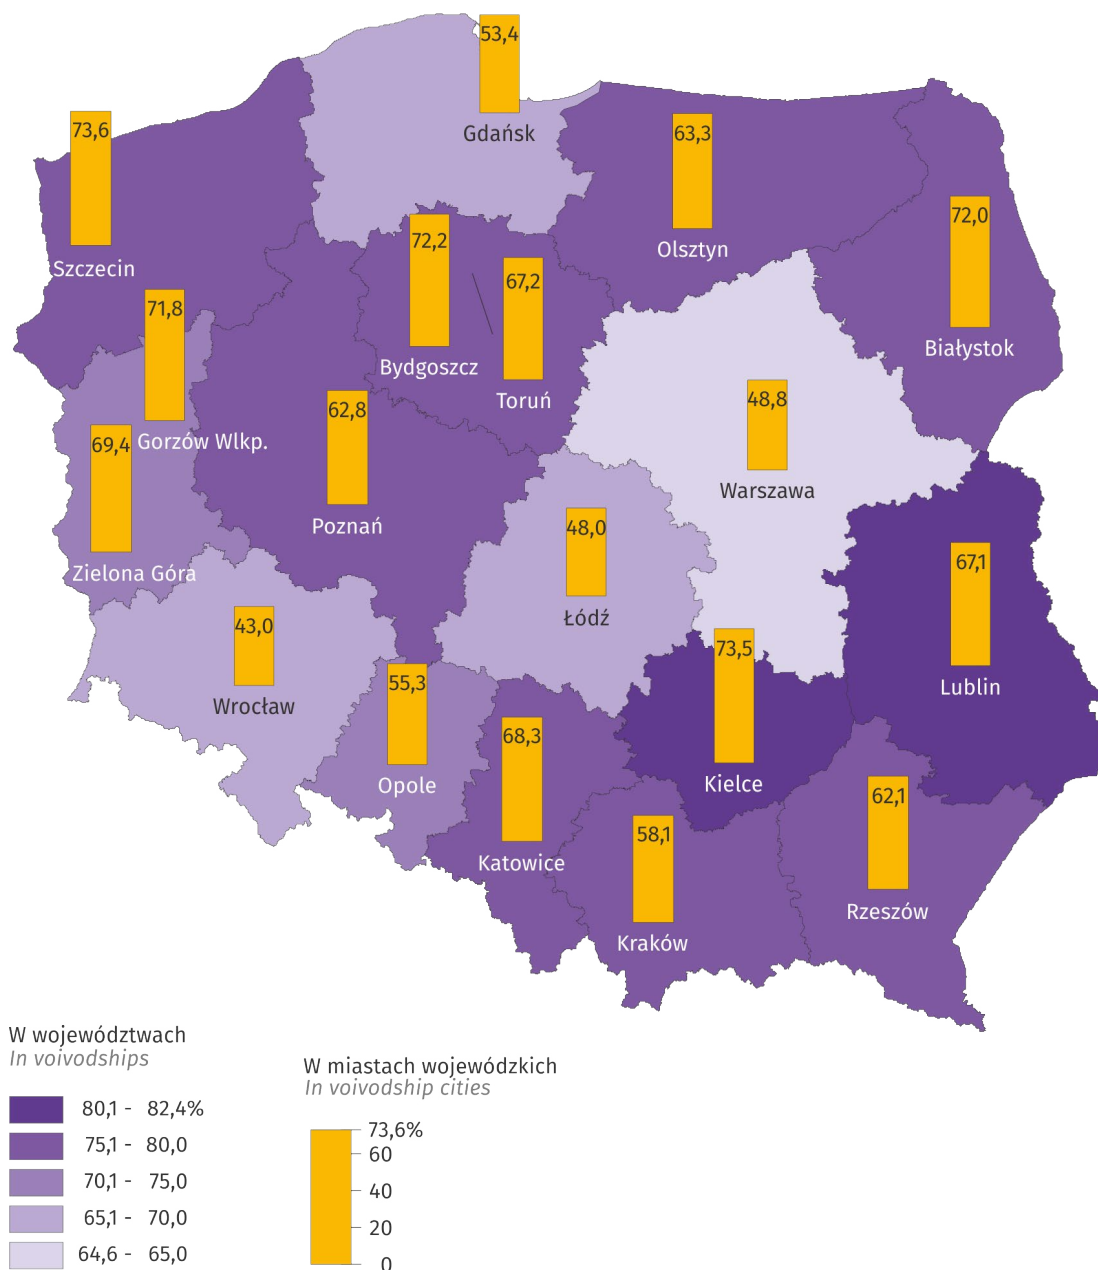 53,4
Gdańsk
73,6
Szczecin
63,3
Olsztyn
72,0
Białystok
72,2
Bydgoszcz
67,2
Toruń
71,8
Gorzów Wlkp.
62,8
Poznań
48,8
Warszawa
69,4
Zielona Góra
48,0
Łódź
67,1
Lublin
43,0
Wrocław
73,5
Kielce
55,3
Opole
68,3
Katowice
62,1
Rzeszów
58,1
Kraków
W województwach
In voivodships
80,1 - 82,4%
75,1 - 80,0
70,1 - 75,0
65,1 - 70,0
64,6 - 65,0
W miastach wojewódzkich
In voivodship cities
73,6%
60
40
20
0